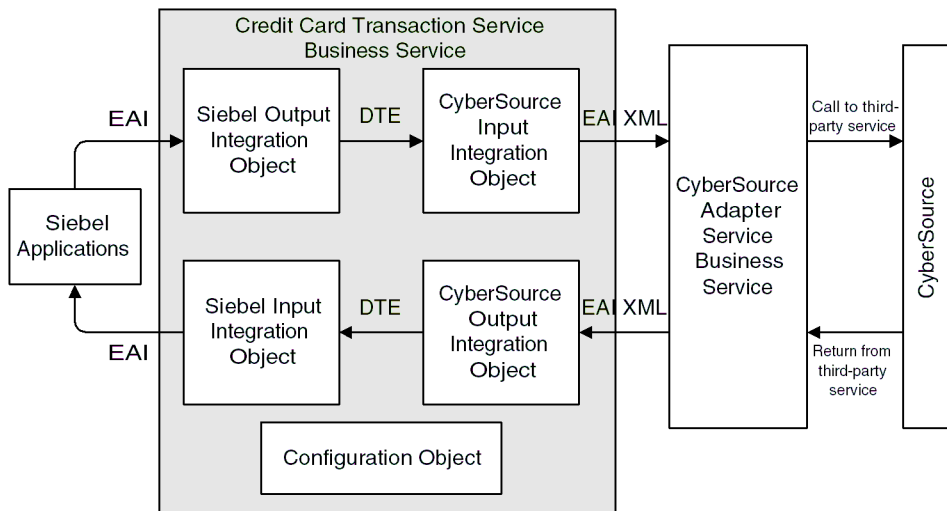 Credit Card Transaction Service
Business Service
EAI
Siebel Output
Integration
Object
DTE
CyberSource
Input
Integration
Object
EAI XML
Call to third-
party service
Siebel
Applications
CyberSource
Adapter
Service
Business
Service
CyberSource
EAI
Siebel Input
Integration
Object
DTE
CyberSource
Output
Integration
Object
EAI XML
Return from
third-party
service
Configuration Object